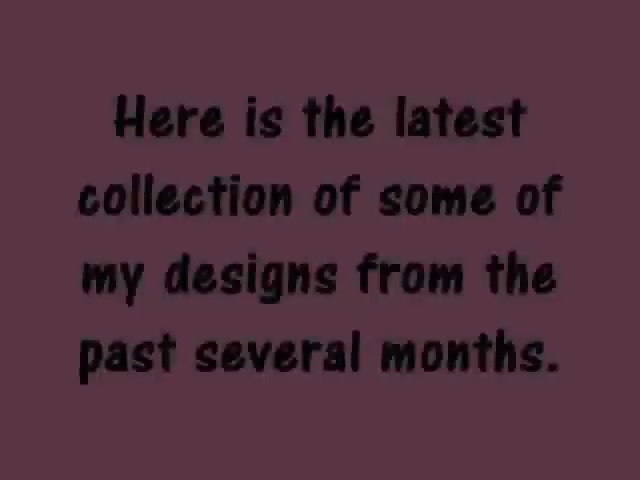 Here is the latest
collection of some of
my designs from the
past several months.